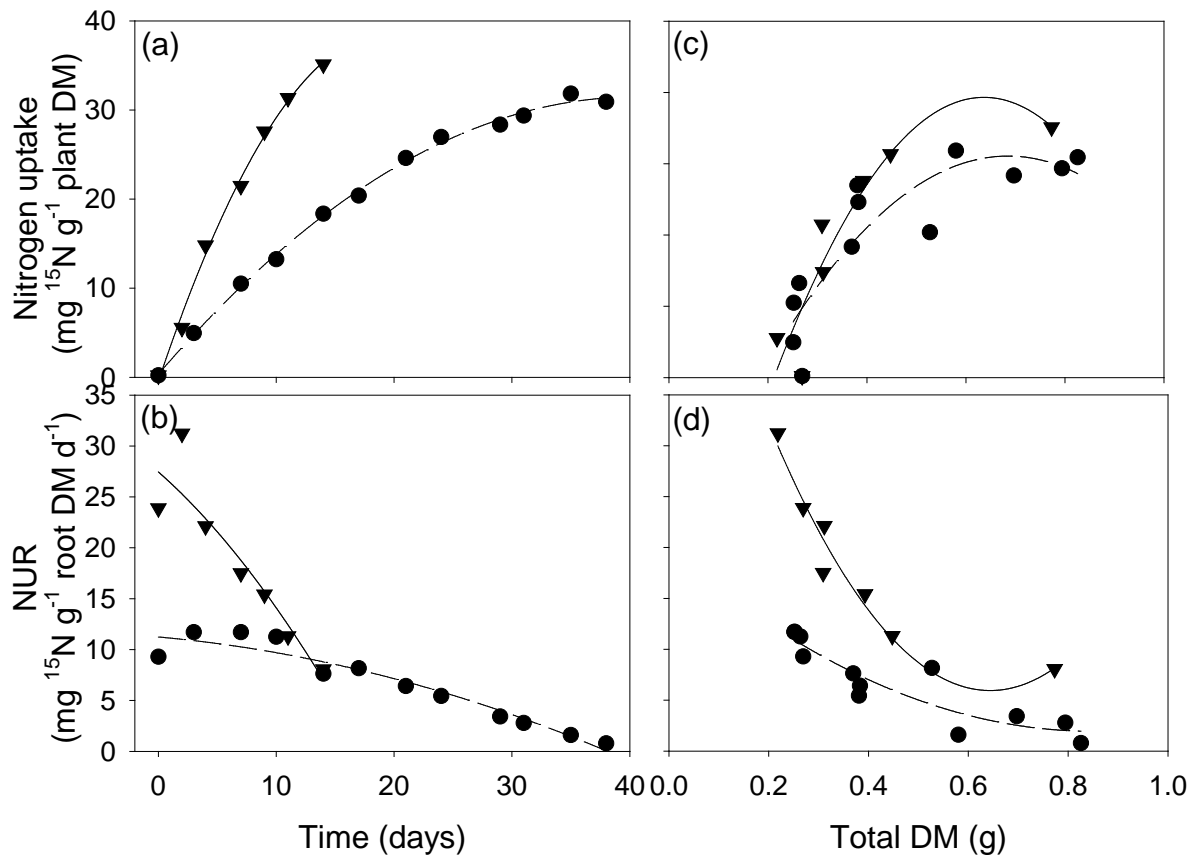 (a)
(c)
40
30
20
10
0
Nitrogen uptake
(mg ¹⁵N g⁻¹ plant DM)
(b)
(d)
35
30
25
20
15
10
5
0
NUR
(mg ¹⁵N g⁻¹ root DM d⁻¹)
0 10 20 30 40
0.0 0.2 0.4 0.6 0.8 1.0
Time (days)
Total DM (g)